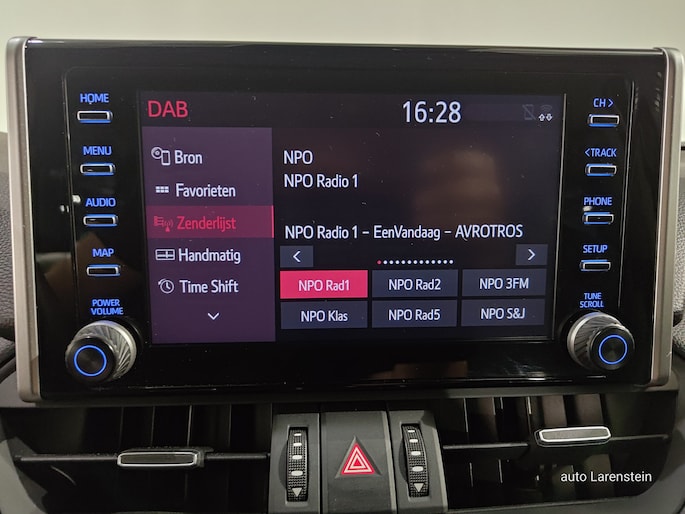 HOME
MENU
AUDIO
MAP
POWER
VOLUME
DAB
16:28
Bron
Favorieten
Zenderlijst
Handmatig
Time Shift
NPO
NPO Radio 1
NPO Radio 1 - EenVandaag - AVROTROS
< >
NPO Rad1 NPO Rad2 NPO 3FM
NPO Klas NPO Rad5 NPO S&J
CH >
< TRACK
PHONE
SETUP
TUNE
SCROLL
auto Larenstein